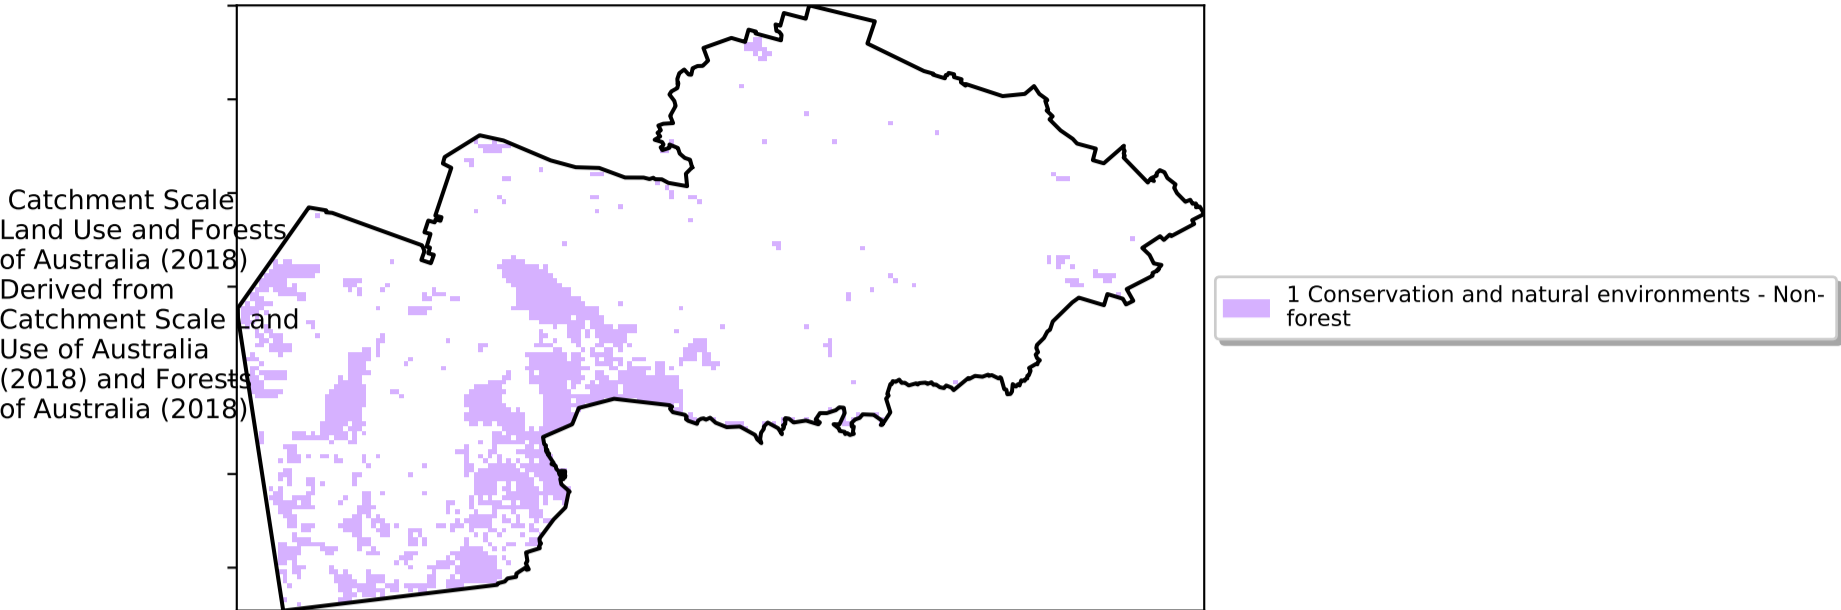 Catchment Scale
Land Use and Forests
of Australia (2018)
Derived from
Catchment Scale Land
Use of Australia
(2018) and Forests
of Australia (2018)
1 Conservation and natural environments - Non-
forest